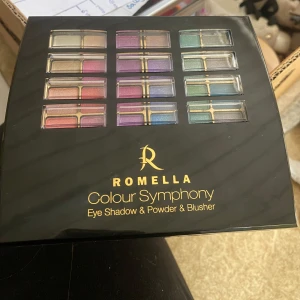 R
ROMELLA
Colour Symphony
Eye Shadow & Powder & Blusher